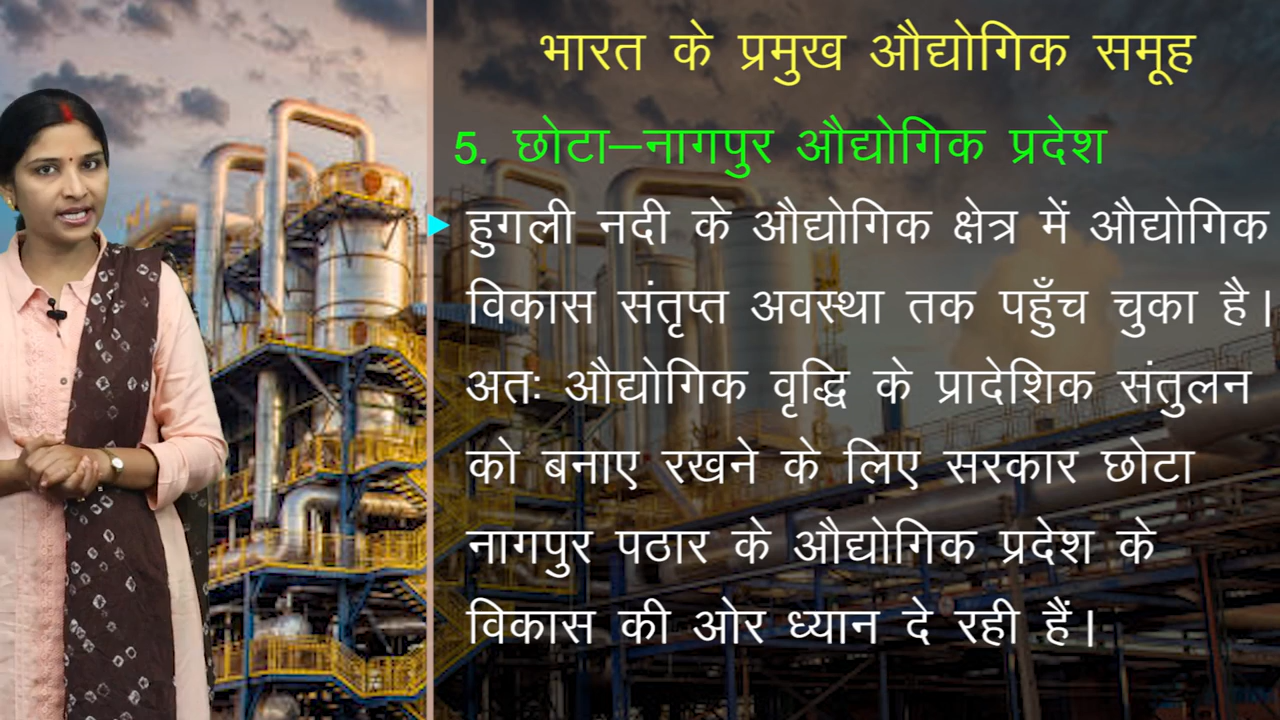 भारत के प्रमुख औद्योगिक समूह
5. छोटा–नागपुर औद्योगिक प्रदेश
हुगली नदी के औद्योगिक क्षेत्र में औद्योगिक
विकास संतृप्त अवस्था तक पहुँच चुका है।
अतः औद्योगिक वृद्धि के प्रादेशिक संतुलन
को बनाए रखने के लिए सरकार छोटा
नागपुर पठार के औद्योगिक प्रदेश के
विकास की ओर ध्यान दे रही हैं।